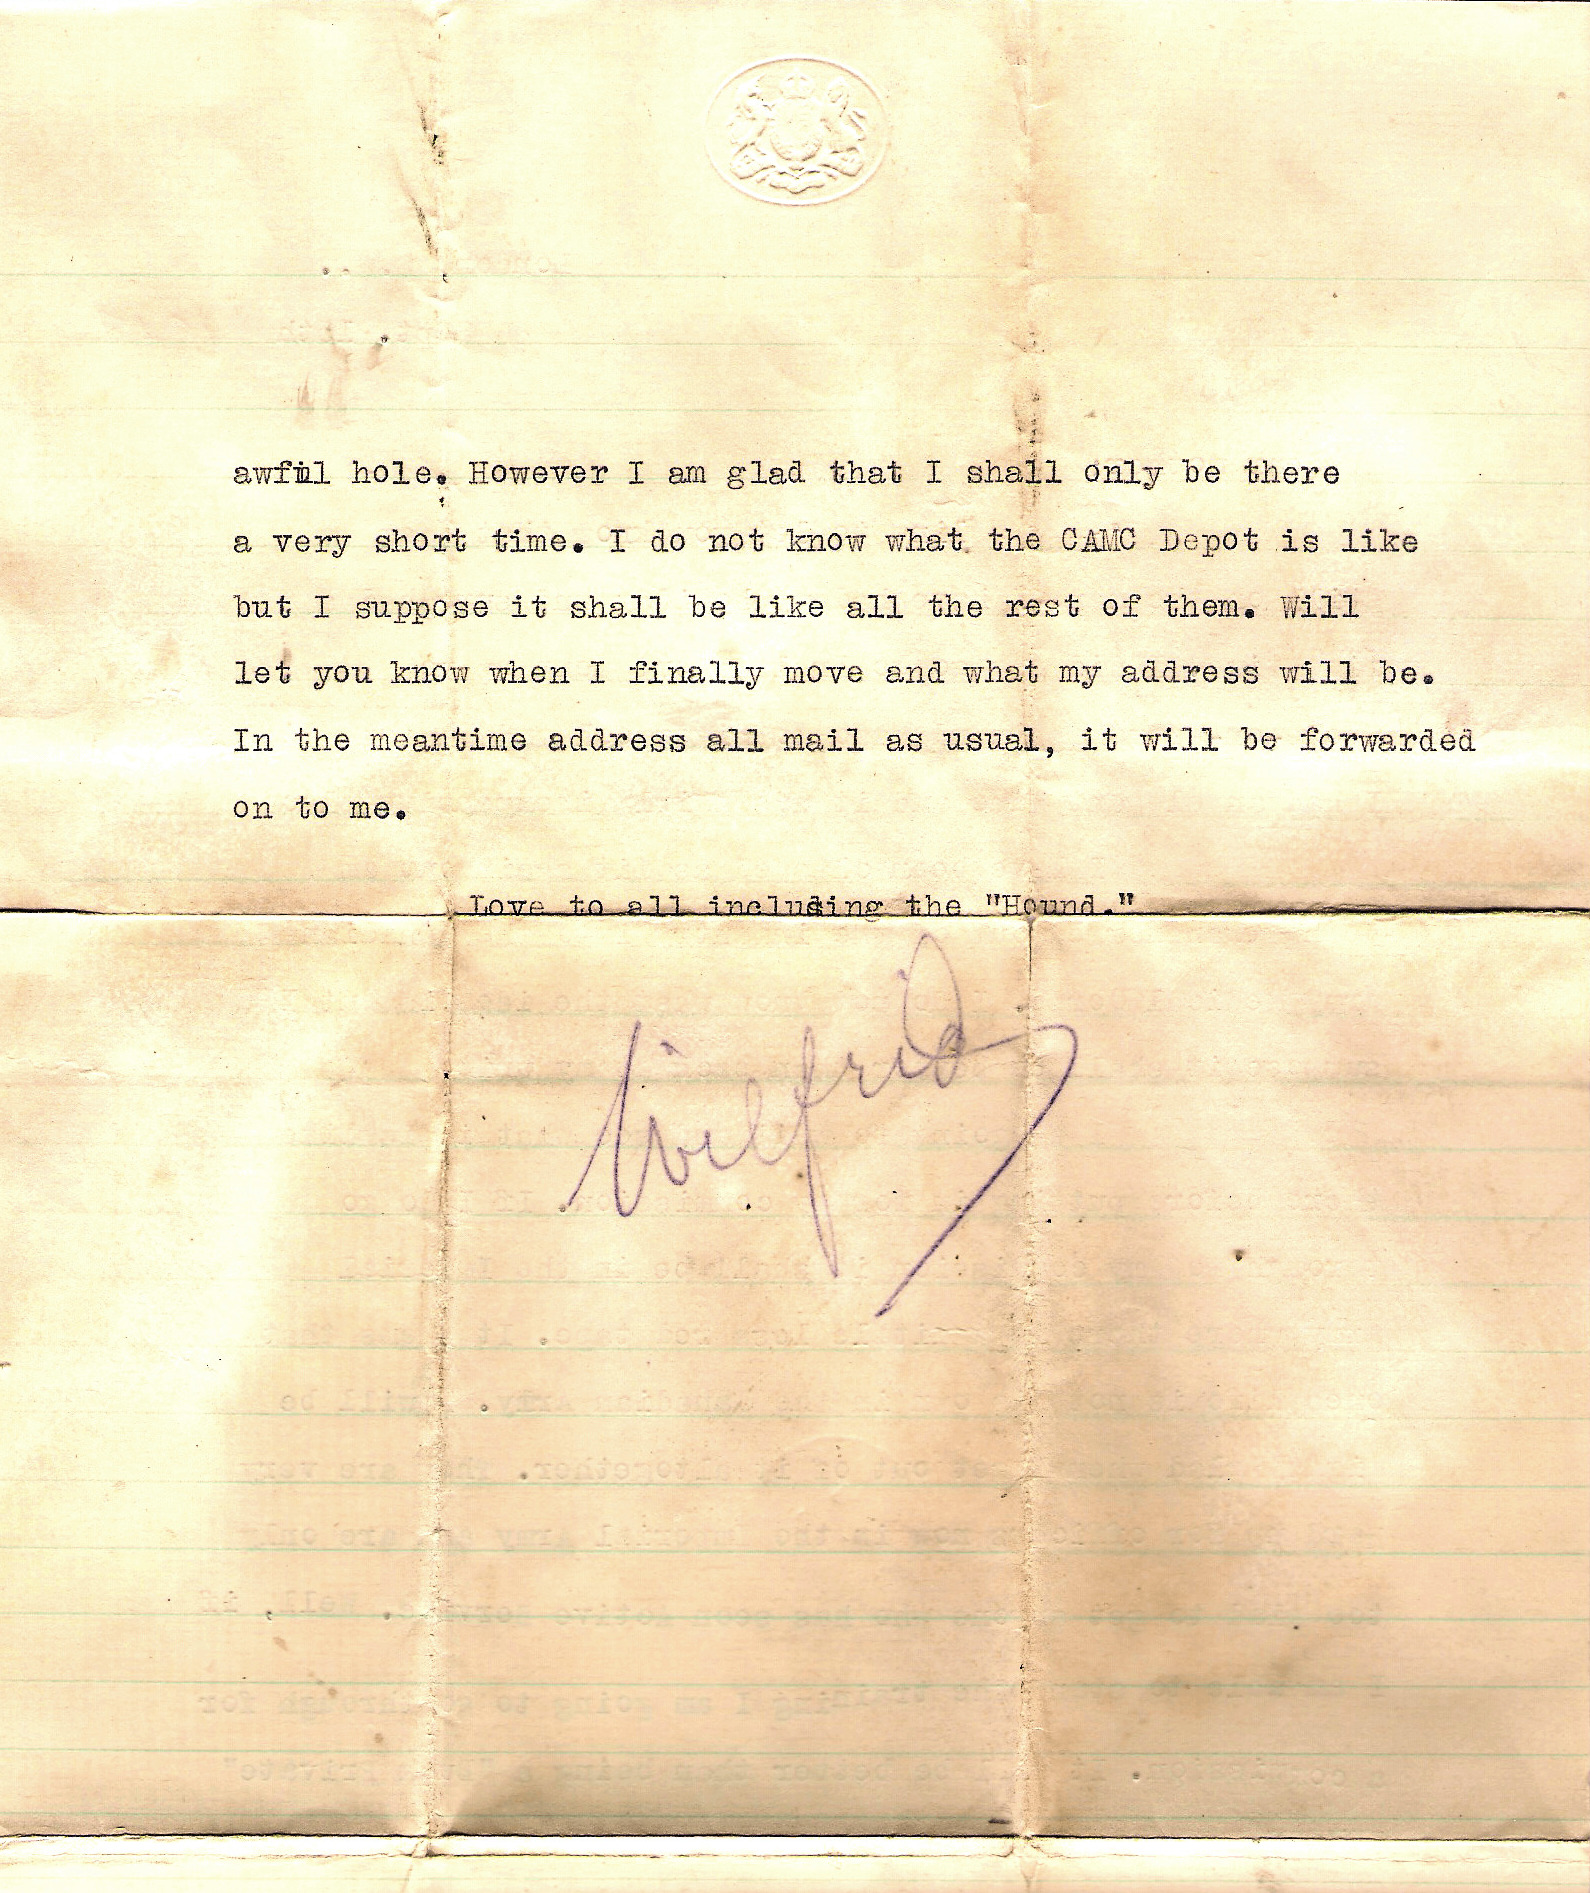 awful hole. However I am glad that I shall only be there
a very short time. I do not know what the CAMC Depot is like
but I suppose it shall be like all the rest of them. Will
let you know when I finally move and what my address will be.
In the meantime address all mail as usual, it will be forwarded
on to me.
Love to all including the "Hound."
Wilfrid